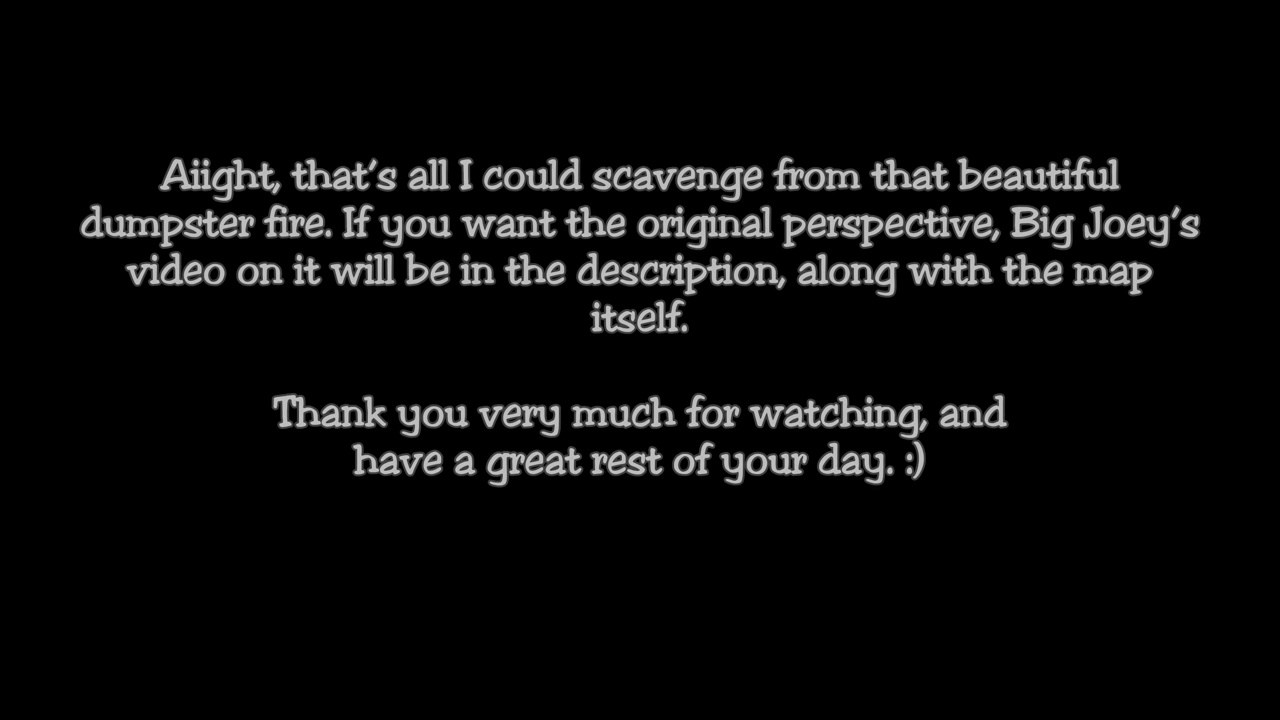 Aiight, that's all I could scavenge from that beautiful
dumpster fire. If you want the original perspective, Big Joey's
video on it will be in the description, along with the map
itself.
Thank you very much for watching, and
have a great rest of your day. :)